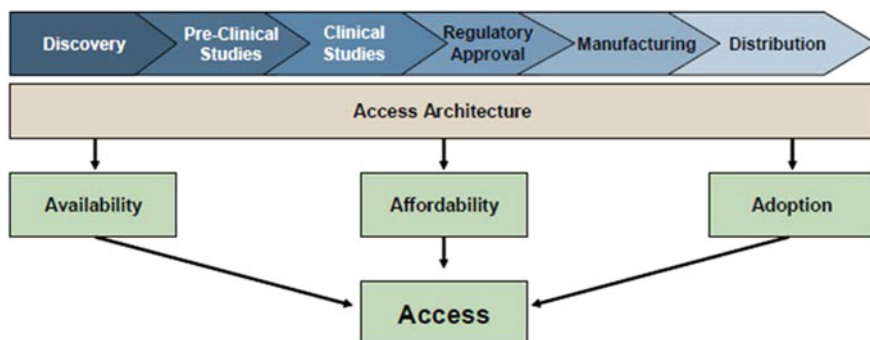 Discovery
Pre-Clinical
Studies
Clinical
Studies
Regulatory
Approval
Manufacturing
Distribution
Access Architecture
Availability
Affordability
Adoption
Access